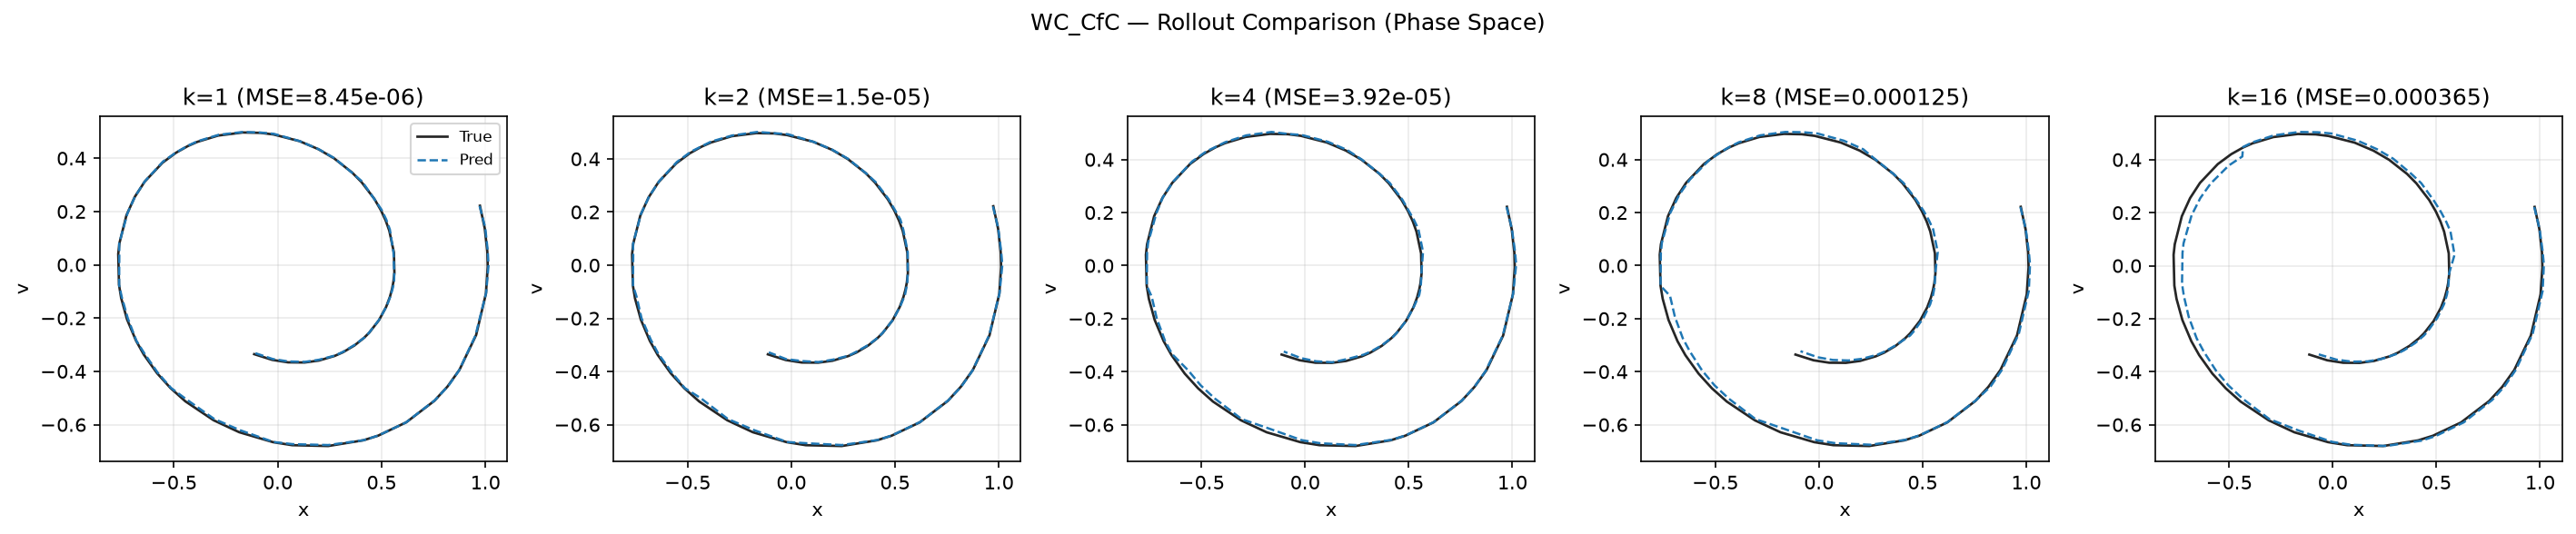 WC_CfC — Rollout Comparison (Phase Space)
k=1 (MSE=8.45e-06)
True
Pred
0.4
0.2
0.0
−0.2
−0.4
−0.6
v
−0.5
0.0
0.5
1.0
x
k=2 (MSE=1.5e-05)
0.4
0.2
0.0
−0.2
−0.4
−0.6
v
−0.5
0.0
0.5
1.0
x
k=4 (MSE=3.92e-05)
0.4
0.2
0.0
−0.2
−0.4
−0.6
v
−0.5
0.0
0.5
1.0
x
k=8 (MSE=0.000125)
0.4
0.2
0.0
−0.2
−0.4
−0.6
v
−0.5
0.0
0.5
1.0
x
k=16 (MSE=0.000365)
0.4
0.2
0.0
−0.2
−0.4
−0.6
v
−0.5
0.0
0.5
1.0
x